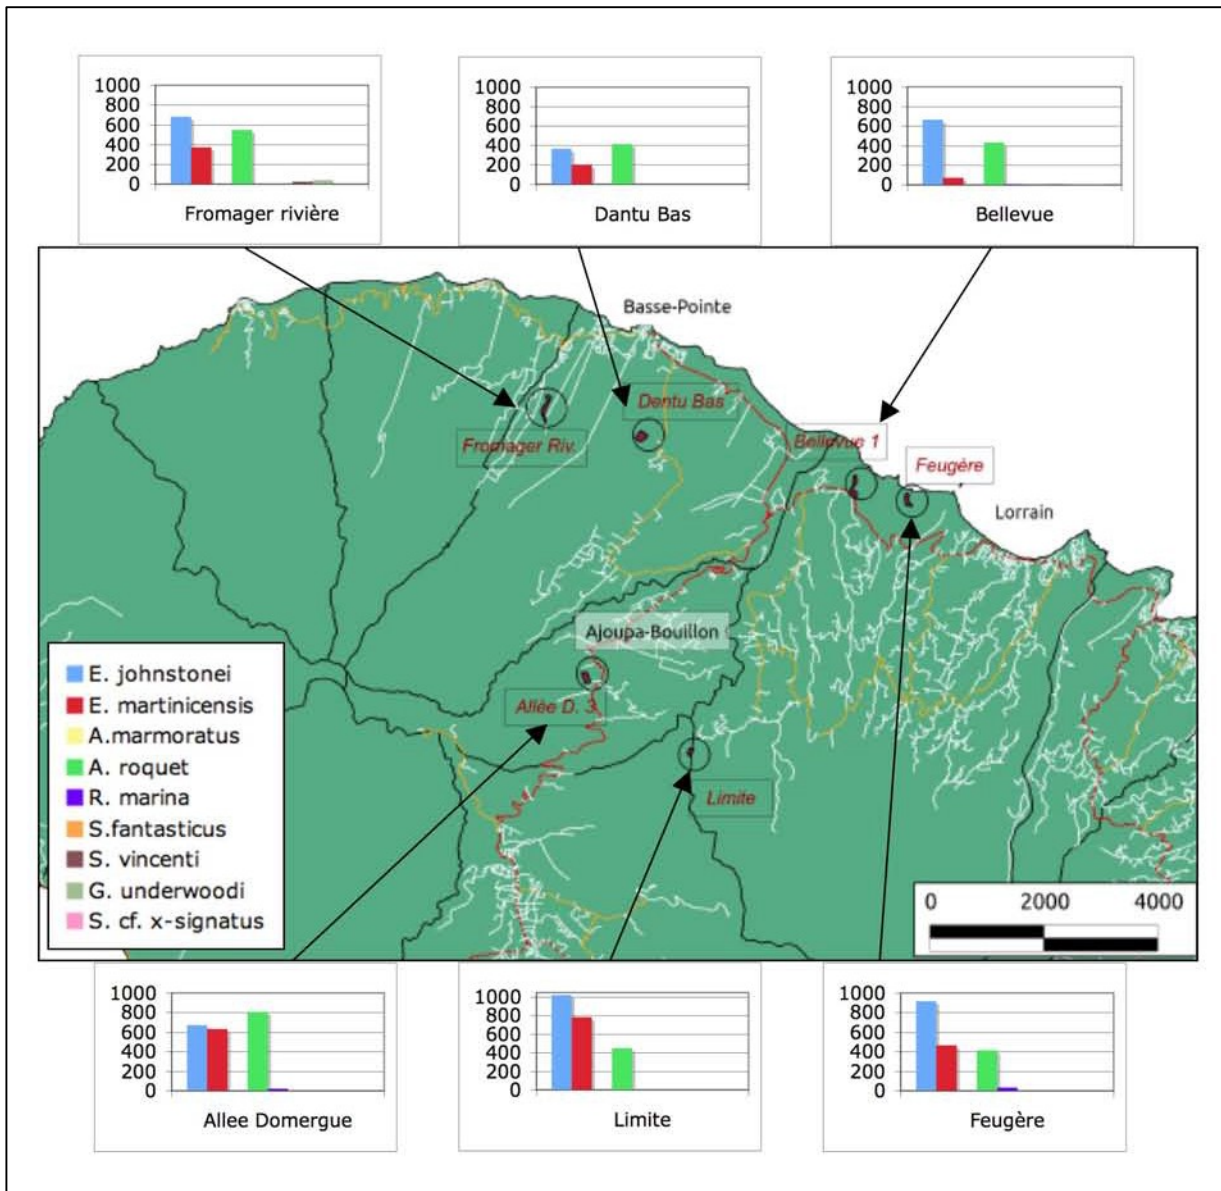 1000
800
600
400
200
0
Fromager rivière
1000
800
600
400
200
0
Dantu Bas
1000
800
600
400
200
0
Bellevue
Basse-Pointe
Dentu Bas
Fromager Riv.
Bellevue 1
Feugère
Lorrain
Ajoupa-Bouillon
Allée D. 3
Limite
E. johnstonei
E. martinicensis
A.marmoratus
A. roquet
R. marina
S.fantasticus
S. vincenti
G. underwoodi
S. cf. x-signatus
0 2000 4000
1000
800
600
400
200
0
Allee Domergue
1000
800
600
400
200
0
Limite
1000
800
600
400
200
0
Feugère